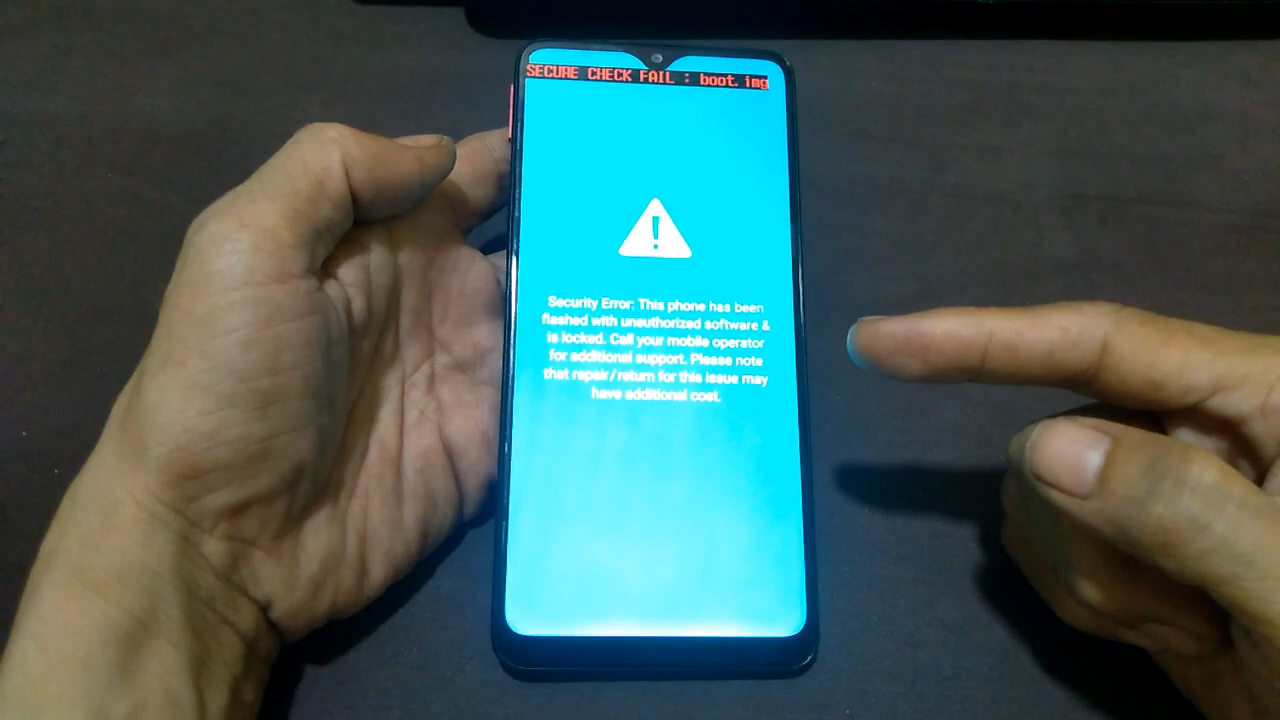 SECURE CHECK FAIL : boot.img
Security Error: This phone has been
flashed with unauthorized software &
is locked. Call your mobile operator
for additional support. Please note
that repair/return for this issue may
have additional cost.